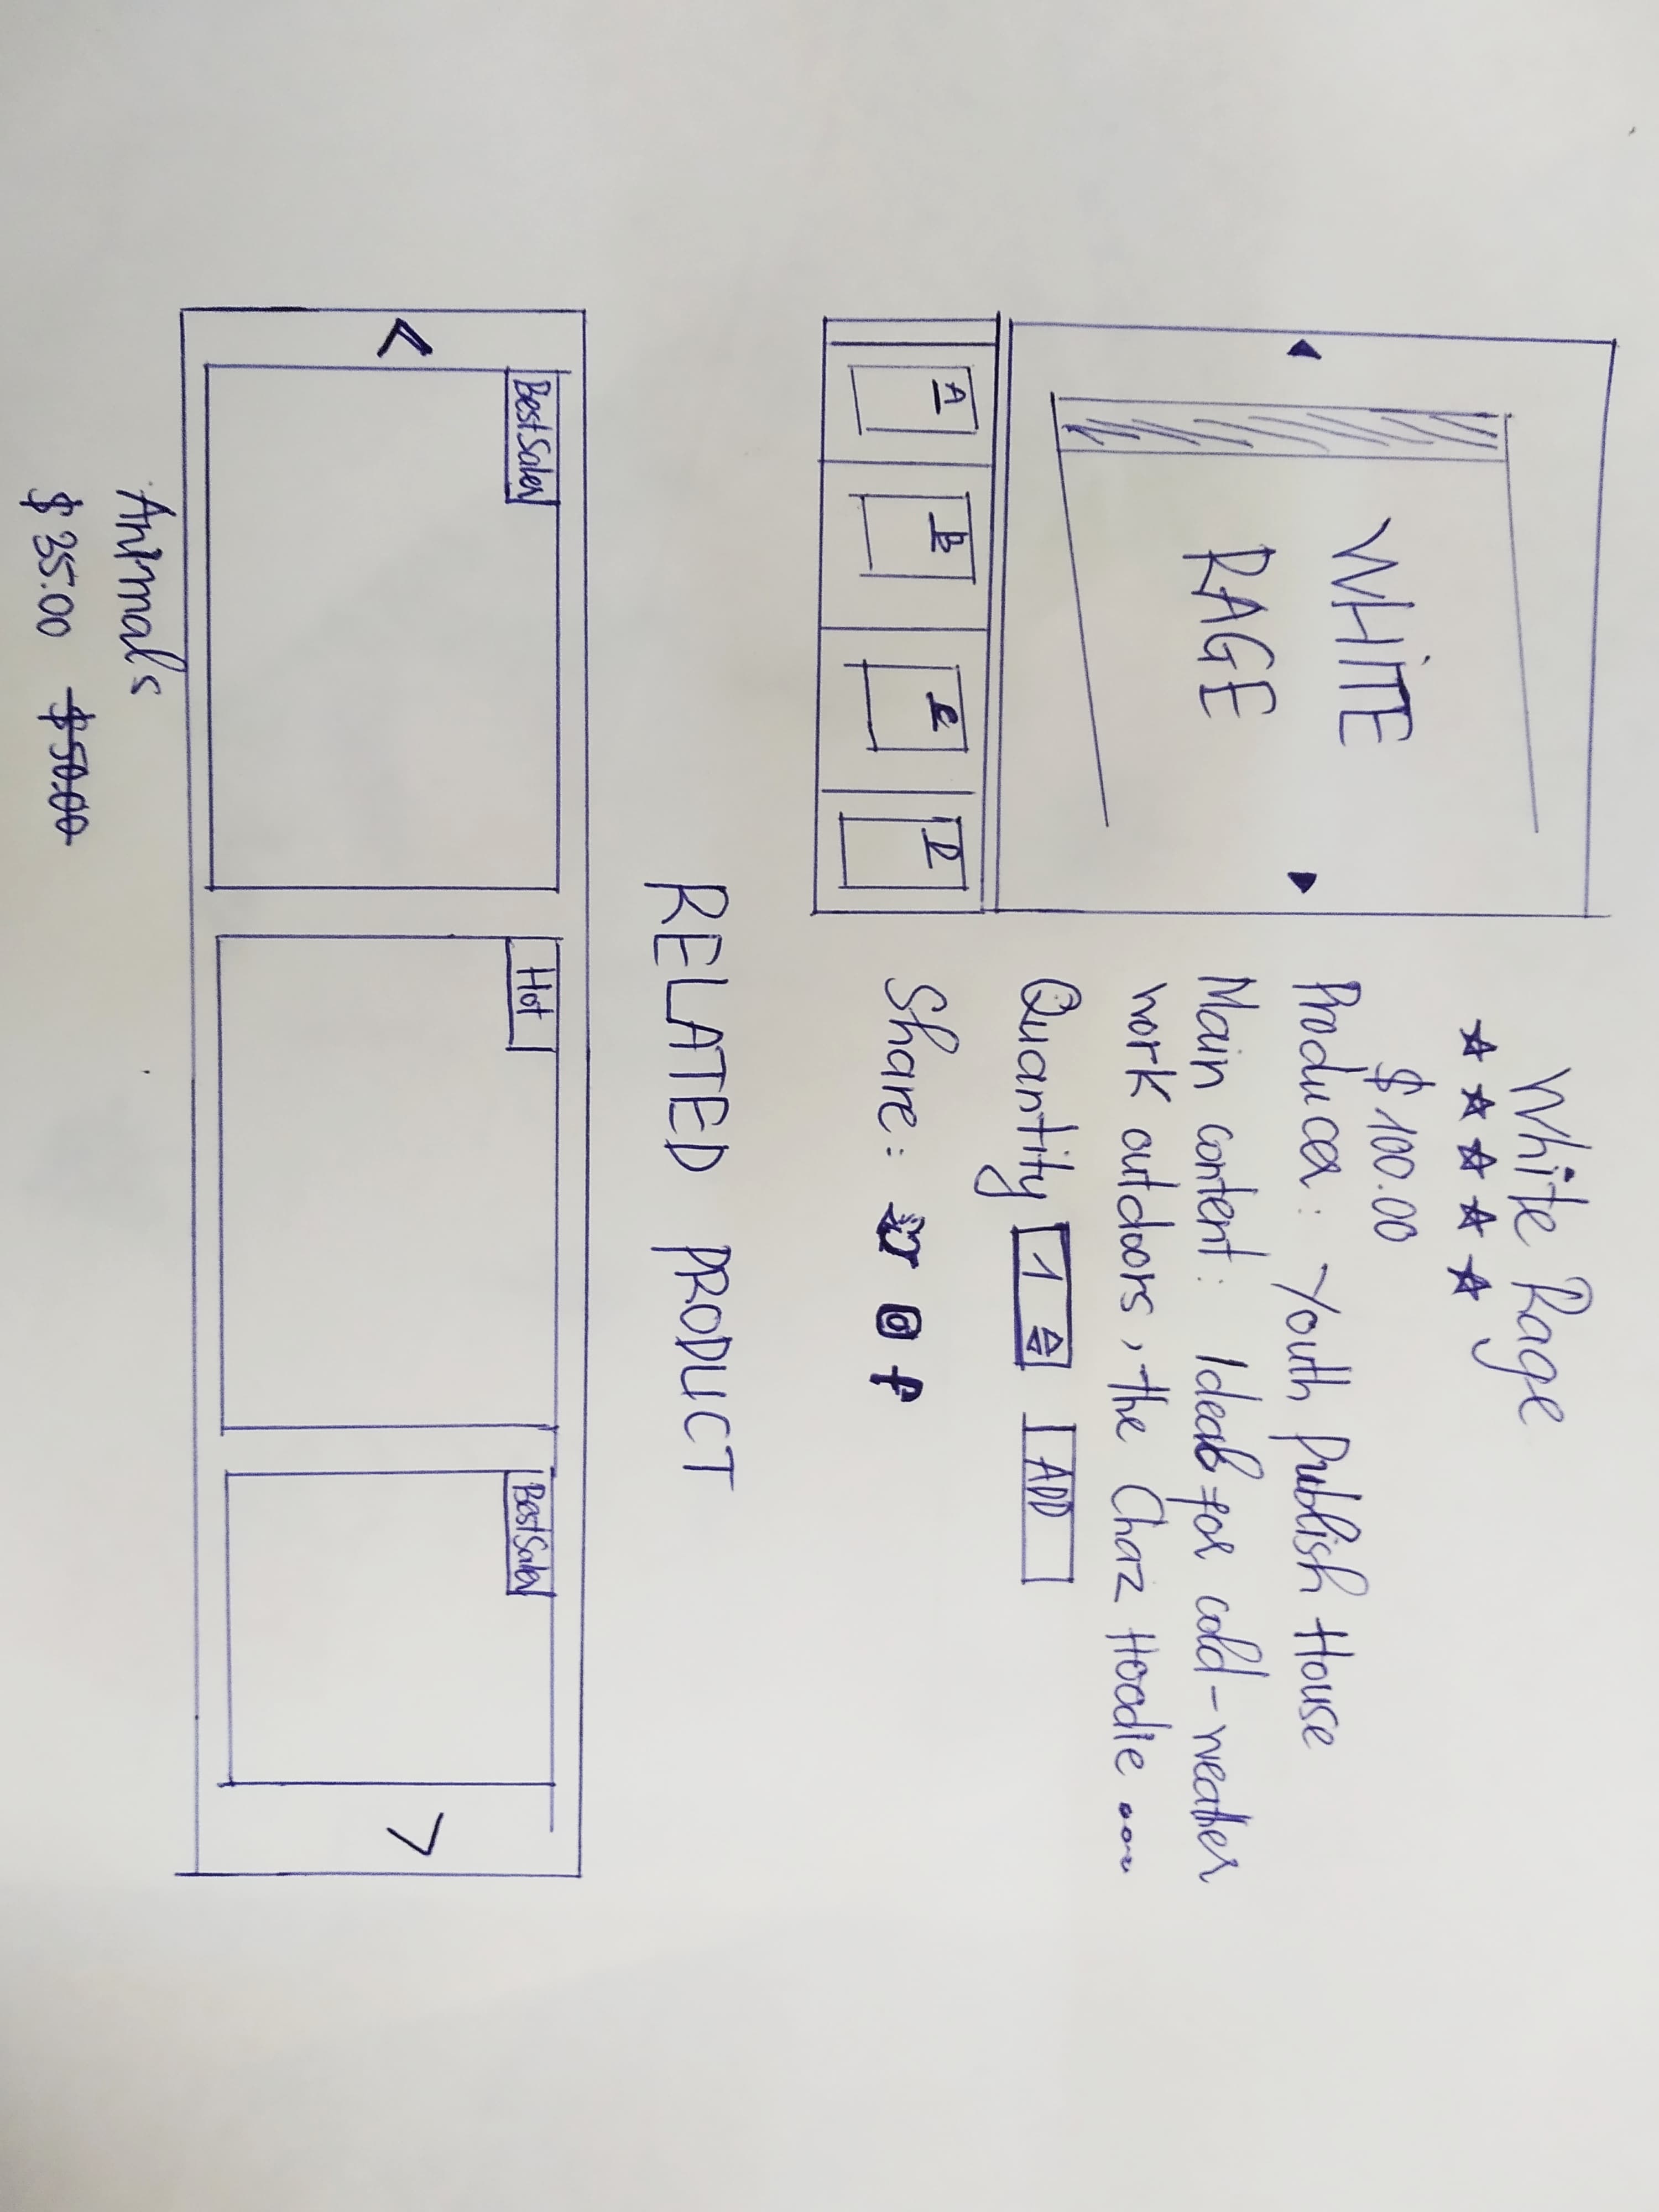 WHITE
RAGE
A
B
C
D
White Rage
$100.00
Producer: Youth Publish House
Main content: Ideal for cold-weather
work outdoors, the Chaz Hoodie ...
Quantity 1 ADD
Share:
RELATED PRODUCT
Best Saler
Hot
Best Saler
Animals
$35.00 $50.00